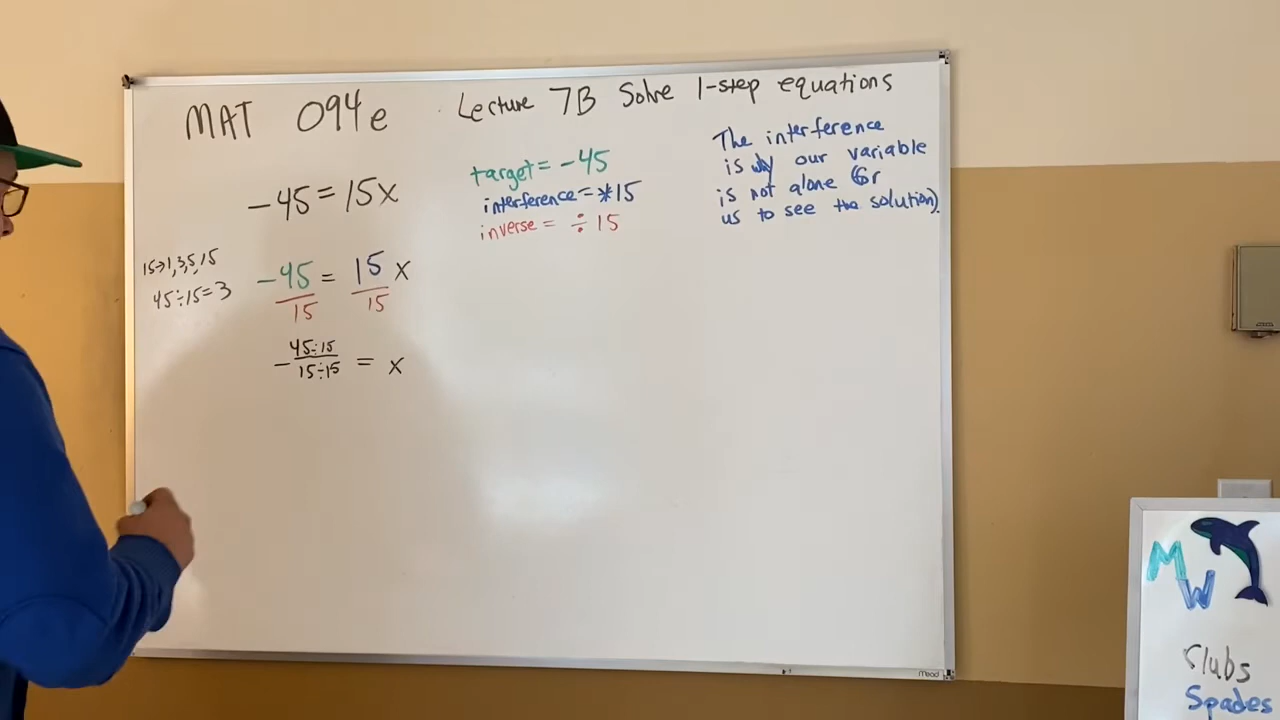 MAT 094e
Lecture 7B Solve 1-step equations
-45 = 15x
target = -45
interference = *15
inverse = ÷ 15
The interference
is why our variable
is not alone (for
us to see the solution).
15→1,3,5,15
45÷15=3
-45/15 = 15/15 x
-45÷15/15÷15 = x
Mead
M
W
Clubs
Spades